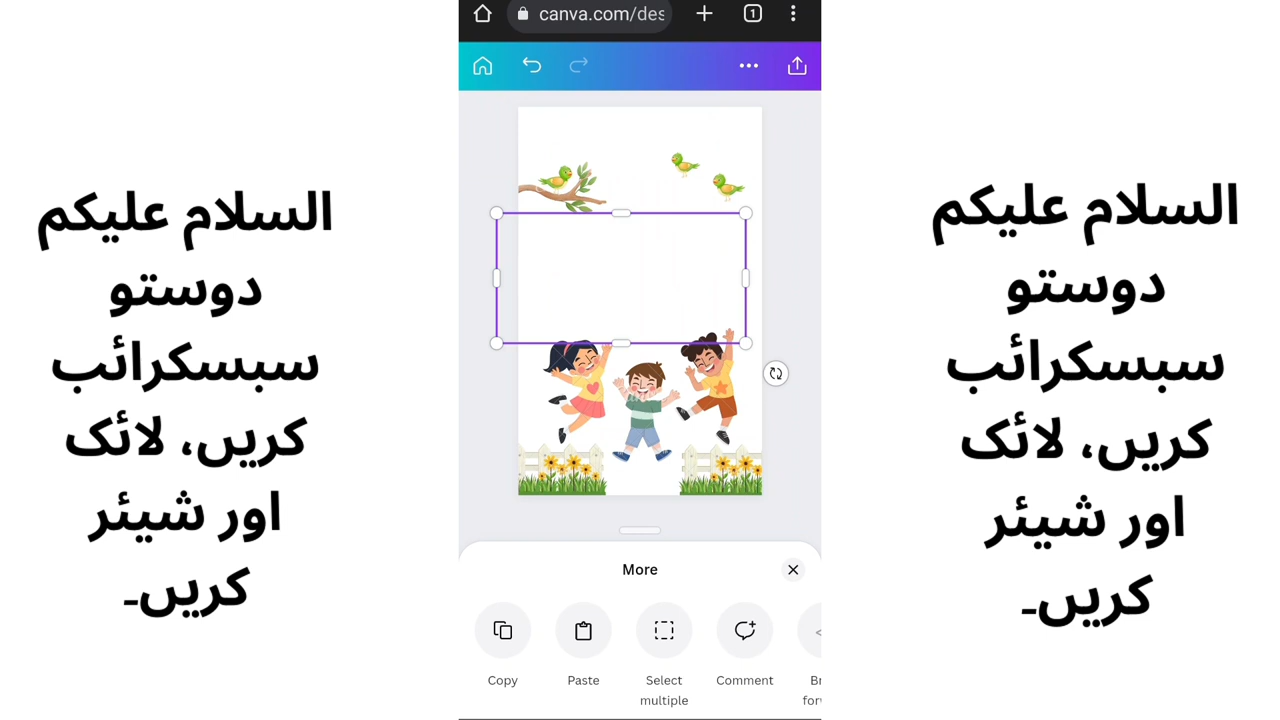 السلام علیکم
دوستو
سبسکرائب
کریں، لائک
اور شیئر
کریں۔
canva.com/des
1
More
Copy
Paste
Select
multiple
Comment
السلام علیکم
دوستو
سبسکرائب
کریں، لائک
اور شیئر
کریں۔